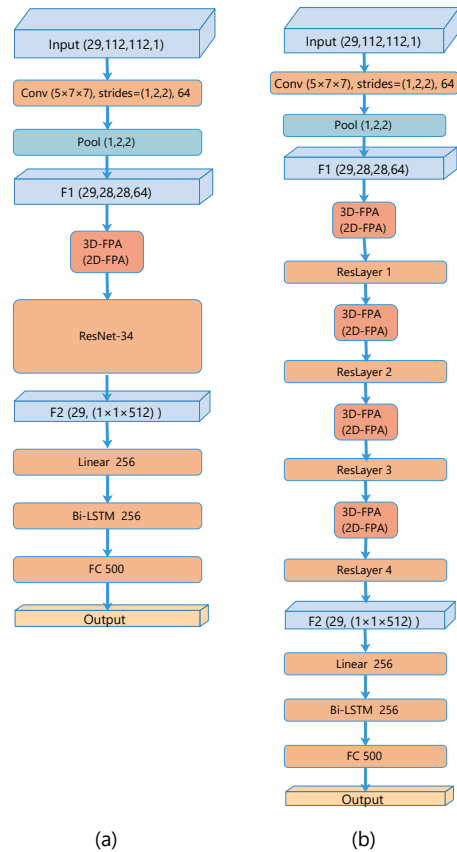 Input (29,112,112,1)
Conv (5×7×7), strides=(1,2,2), 64
Pool (1,2,2)
F1 (29,28,28,64)
3D-FPA
(2D-FPA)
ResNet-34
F2 (29, (1×1×512) )
Linear 256
Bi-LSTM 256
FC 500
Output
(a)
Input (29,112,112,1)
Conv (5×7×7), strides=(1,2,2), 64
Pool (1,2,2)
F1 (29,28,28,64)
3D-FPA
(2D-FPA)
ResLayer 1
3D-FPA
(2D-FPA)
ResLayer 2
3D-FPA
(2D-FPA)
ResLayer 3
3D-FPA
(2D-FPA)
ResLayer 4
F2 (29, (1×1×512) )
Linear 256
Bi-LSTM 256
FC 500
Output
(b)